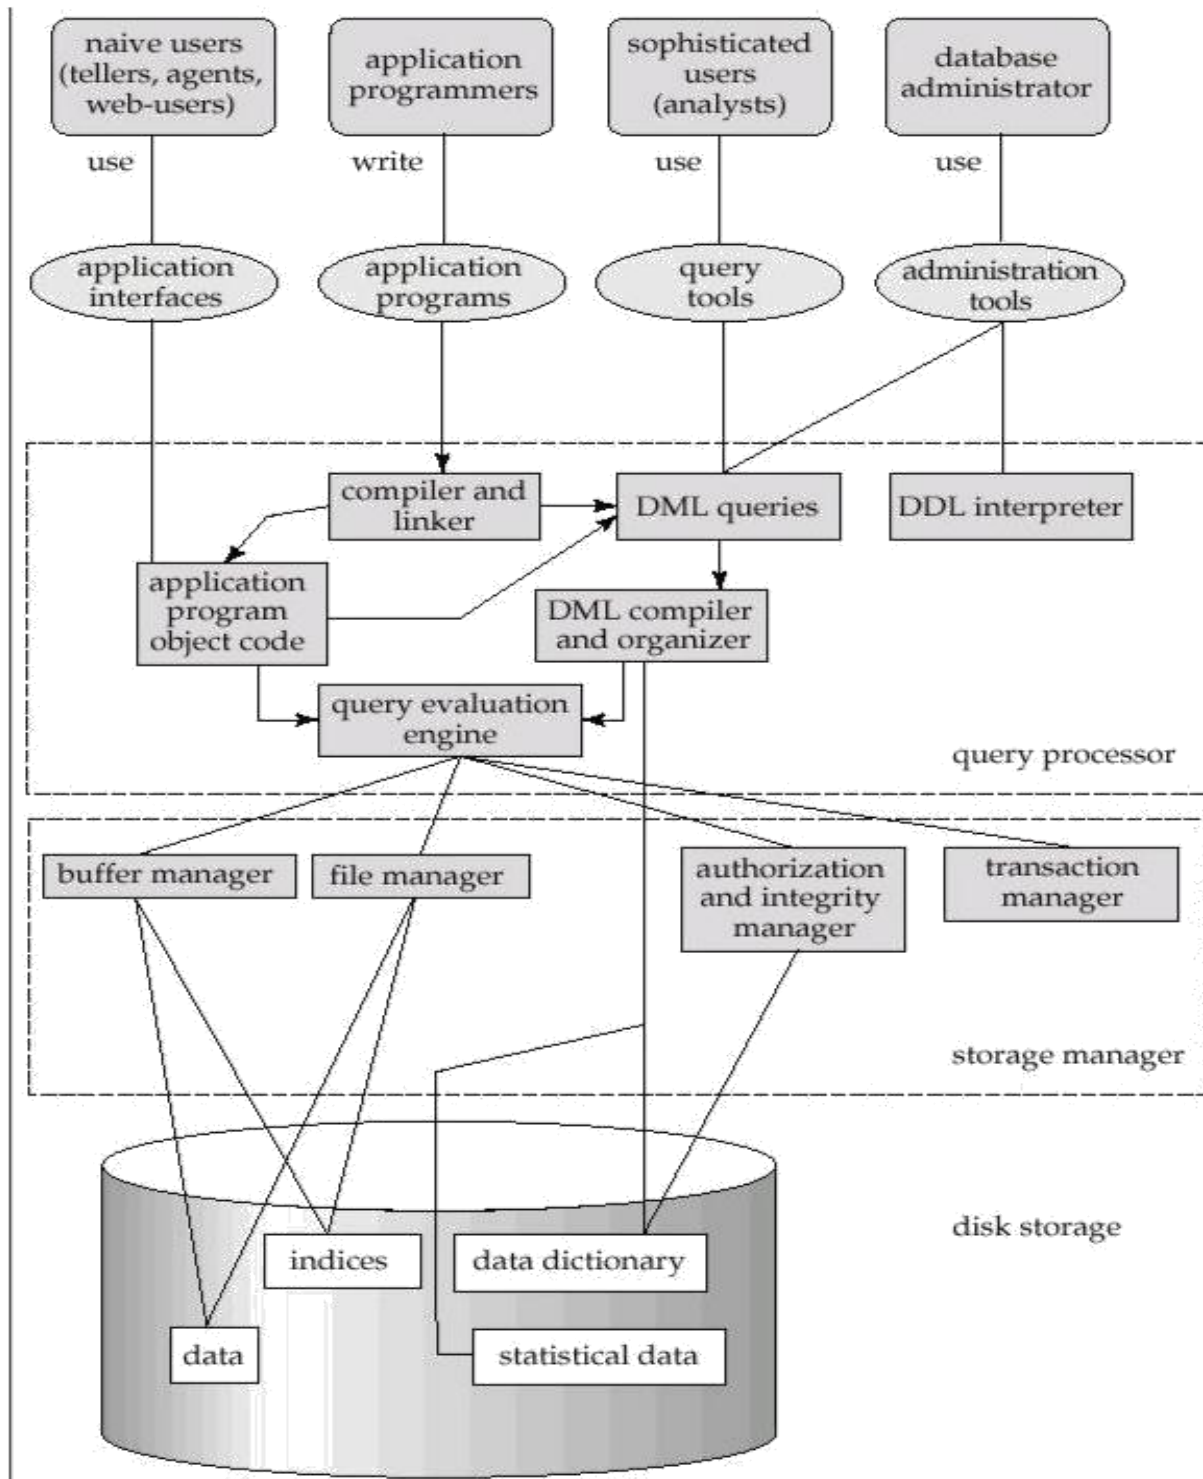 naive users
(tellers, agents,
web-users)
application
programmers
sophisticated
users
(analysts)
database
administrator
use
write
use
use
application
interfaces
application
programs
query
tools
administration
tools
compiler and
linker
DML queries
DDL interpreter
application
program
object code
DML compiler
and organizer
query evaluation
engine
query processor
buffer manager
file manager
authorization
and integrity
manager
transaction
manager
storage manager
disk storage
indices
data dictionary
data
statistical data